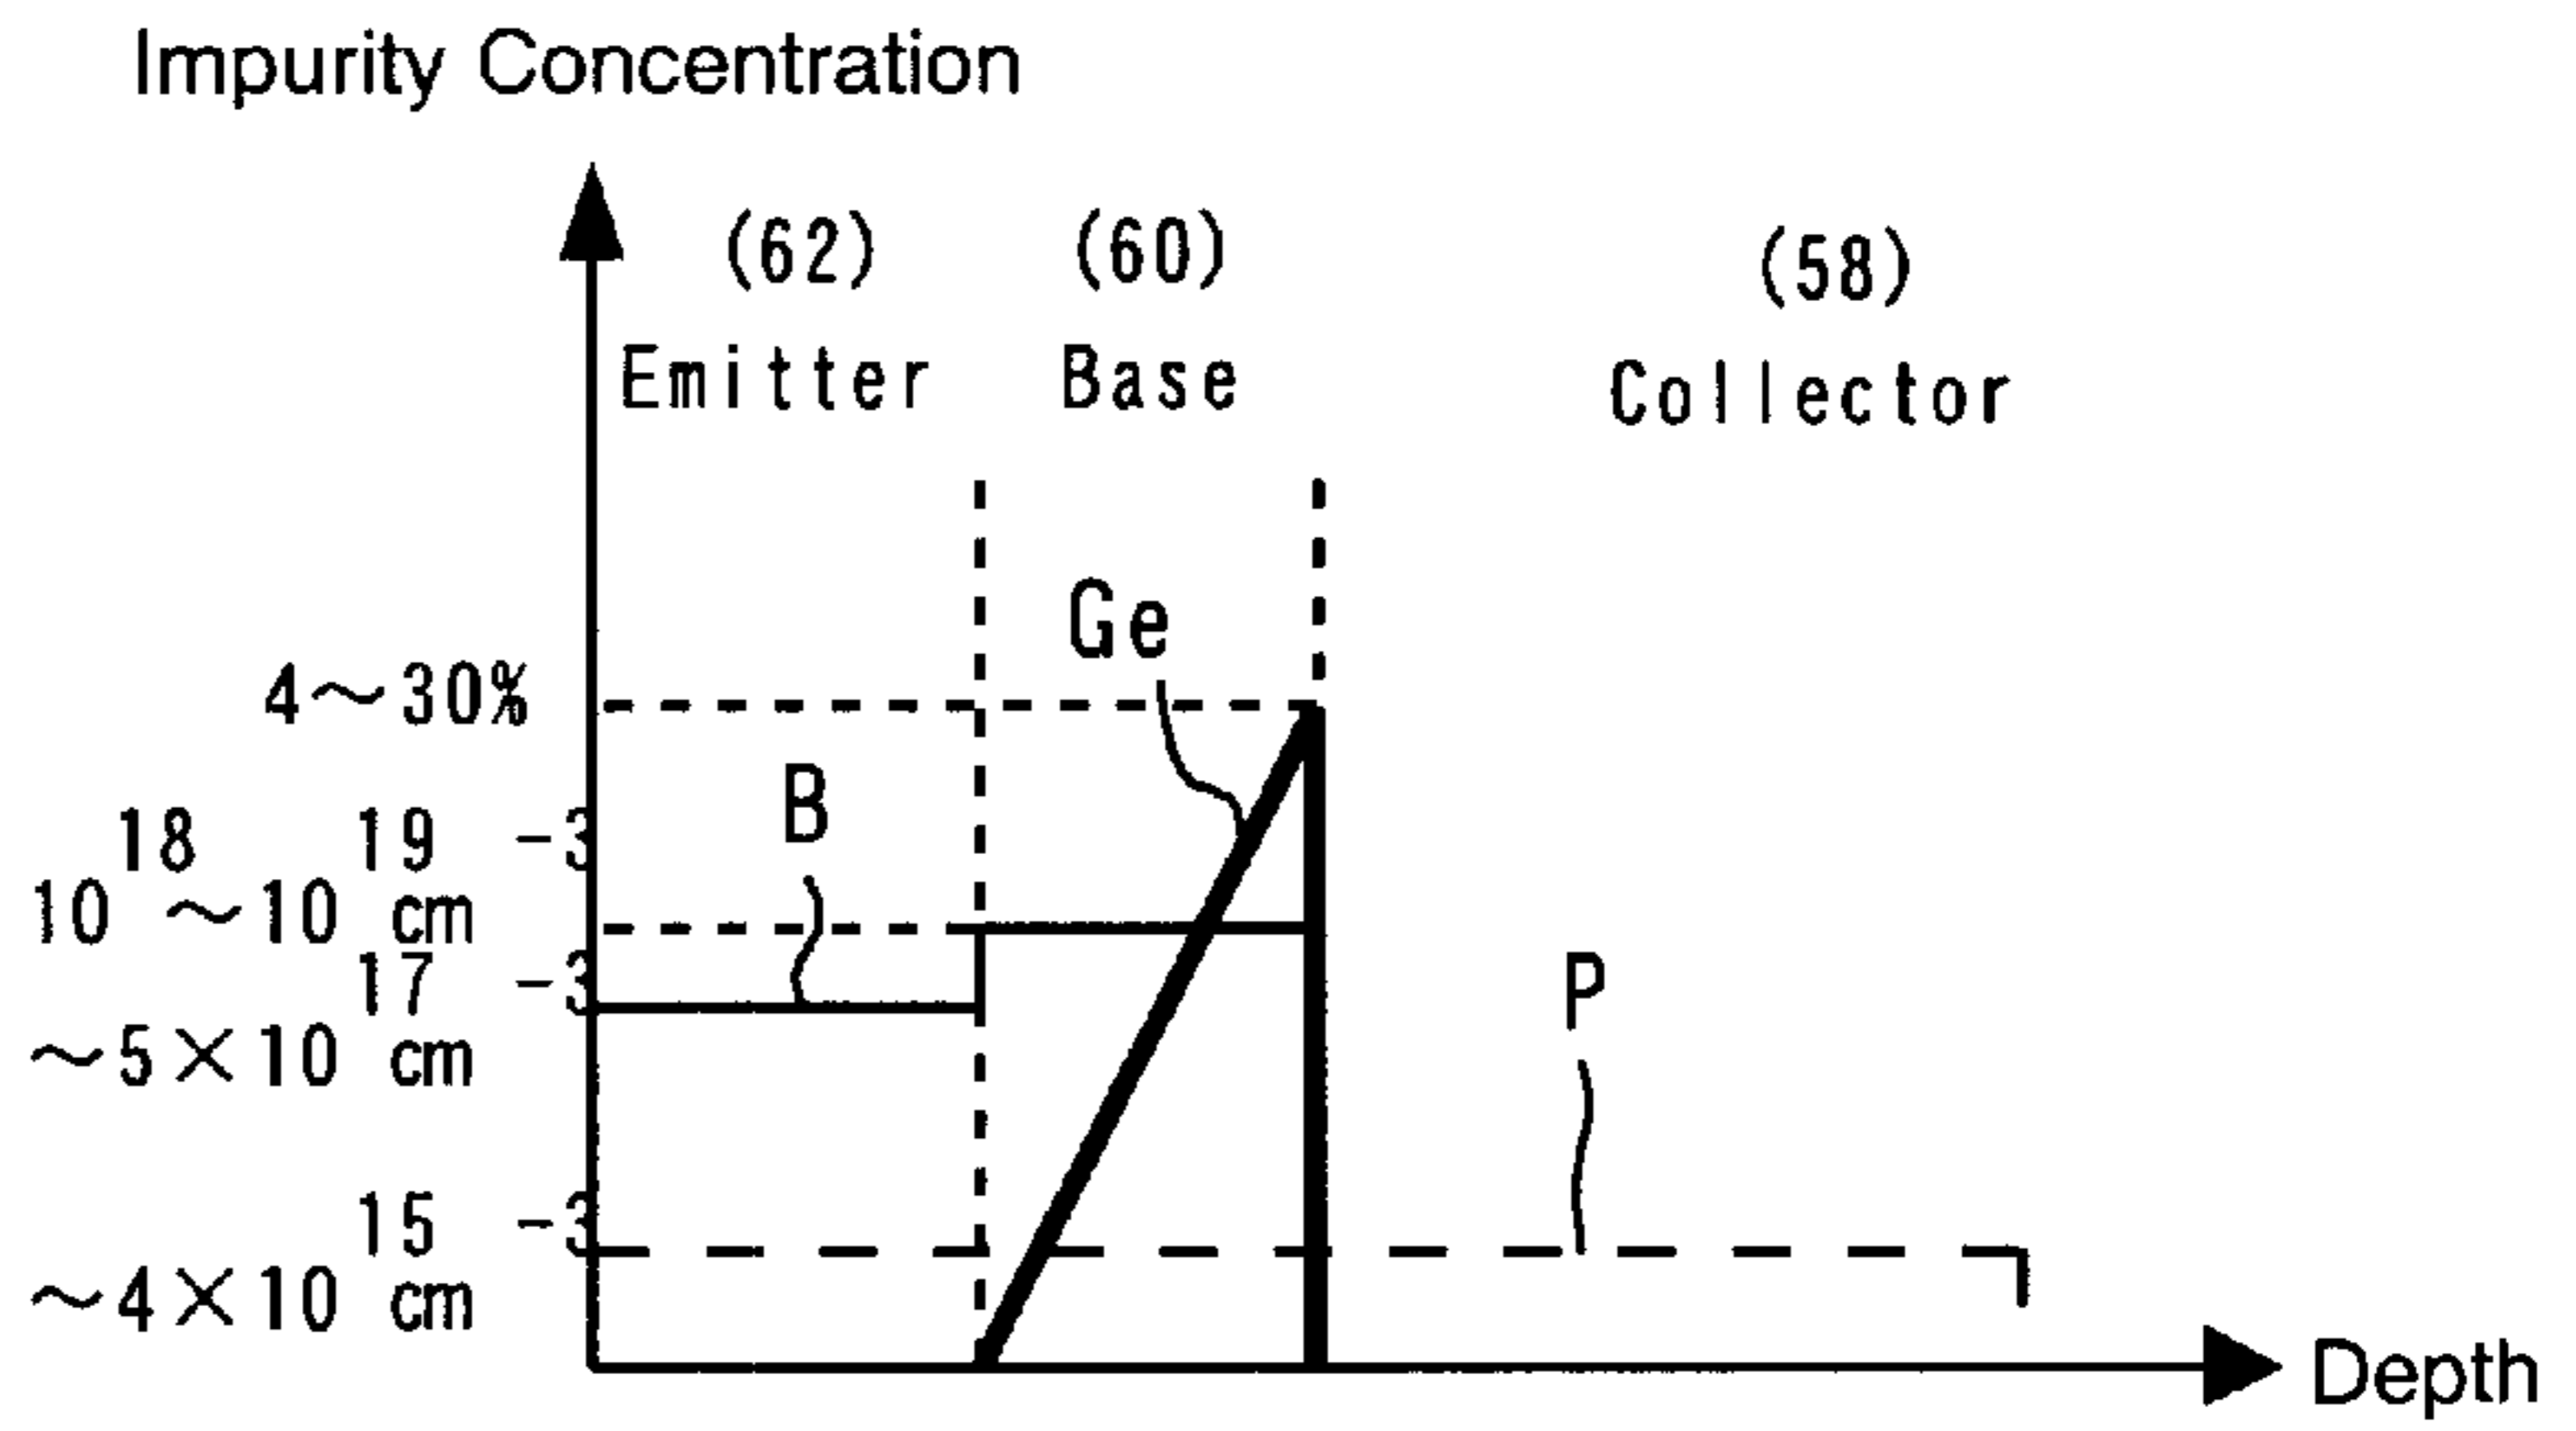 Impurity Concentration
(62) (60) (58)
Emitter Base Collector
Ge
4～30%
B
10^18～10^19 cm^-3
P
～5×10^17 cm^-3
～4×10^15 cm^-3
Depth